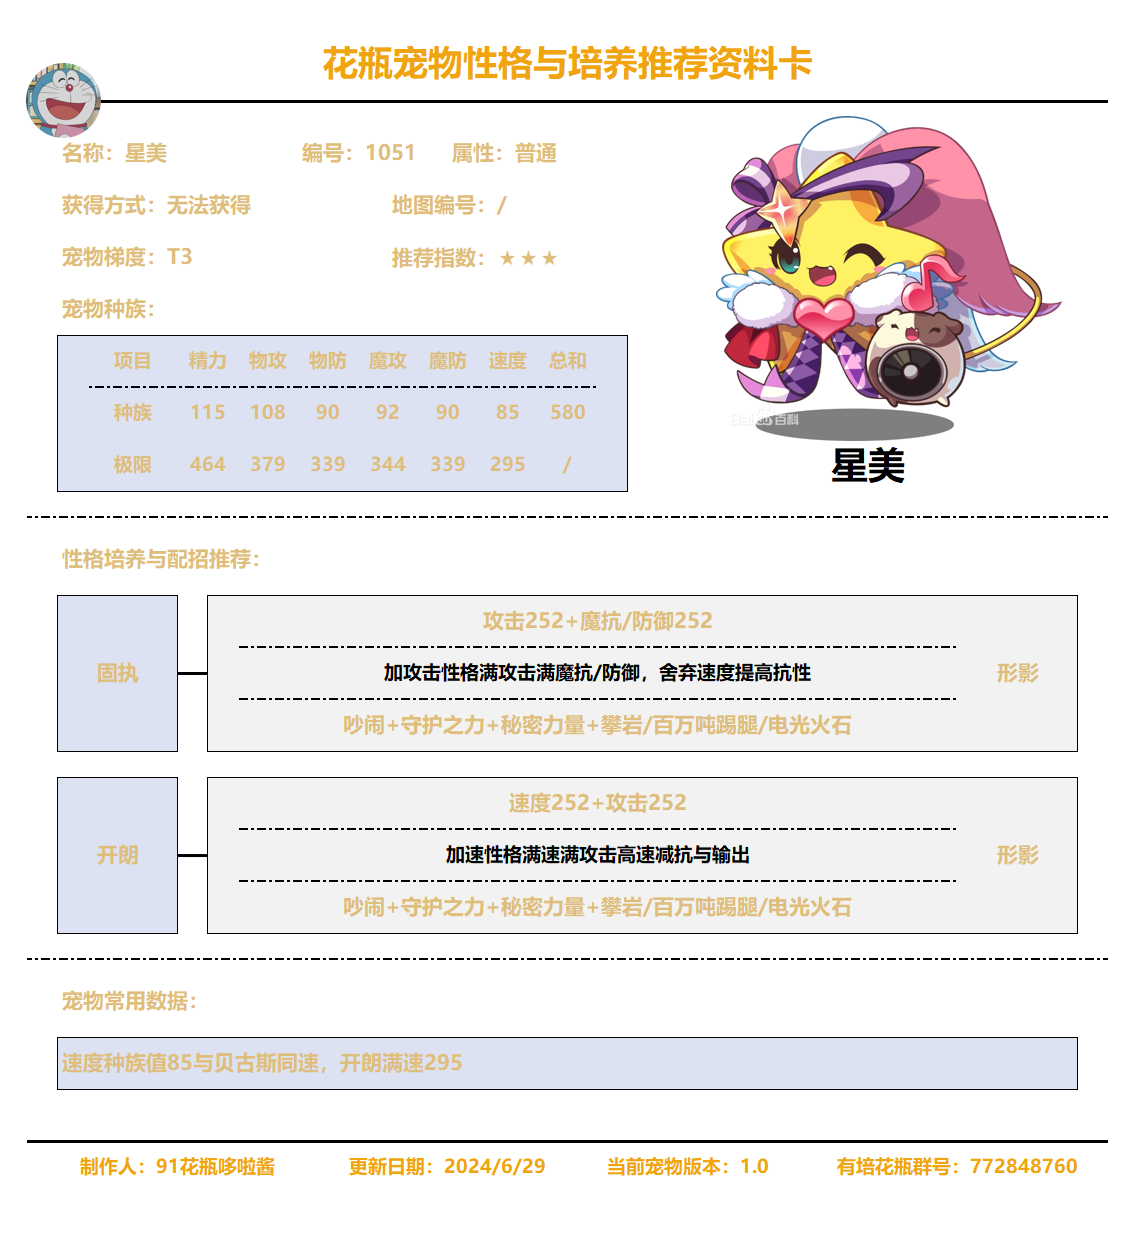 花瓶宠物性格与培养推荐资料卡
名称：星美 编号：1051 属性：普通
获得方式：无法获得 地图编号：/
宠物梯度：T3 推荐指数：★★★
宠物种族：
项目 精力 物攻 物防 魔攻 魔防 速度 总和
种族 115 108 90 92 90 85 580
极限 464 379 339 344 339 295 /
Baidu百科
星美
性格培养与配招推荐：
攻击252+魔抗/防御252
固执 加攻击性格满攻击满魔抗/防御，舍弃速度提高抗性 形影
吵闹+守护之力+秘密力量+攀岩/百万吨踢腿/电光火石
速度252+攻击252
开朗 加速性格满速满攻击高速减抗与输出 形影
吵闹+守护之力+秘密力量+攀岩/百万吨踢腿/电光火石
宠物常用数据：
速度种族值85与贝古斯同速，开朗满速295
制作人：91花瓶哆啦酱 更新日期：2024/6/29 当前宠物版本：1.0 有培花瓶群号：772848760